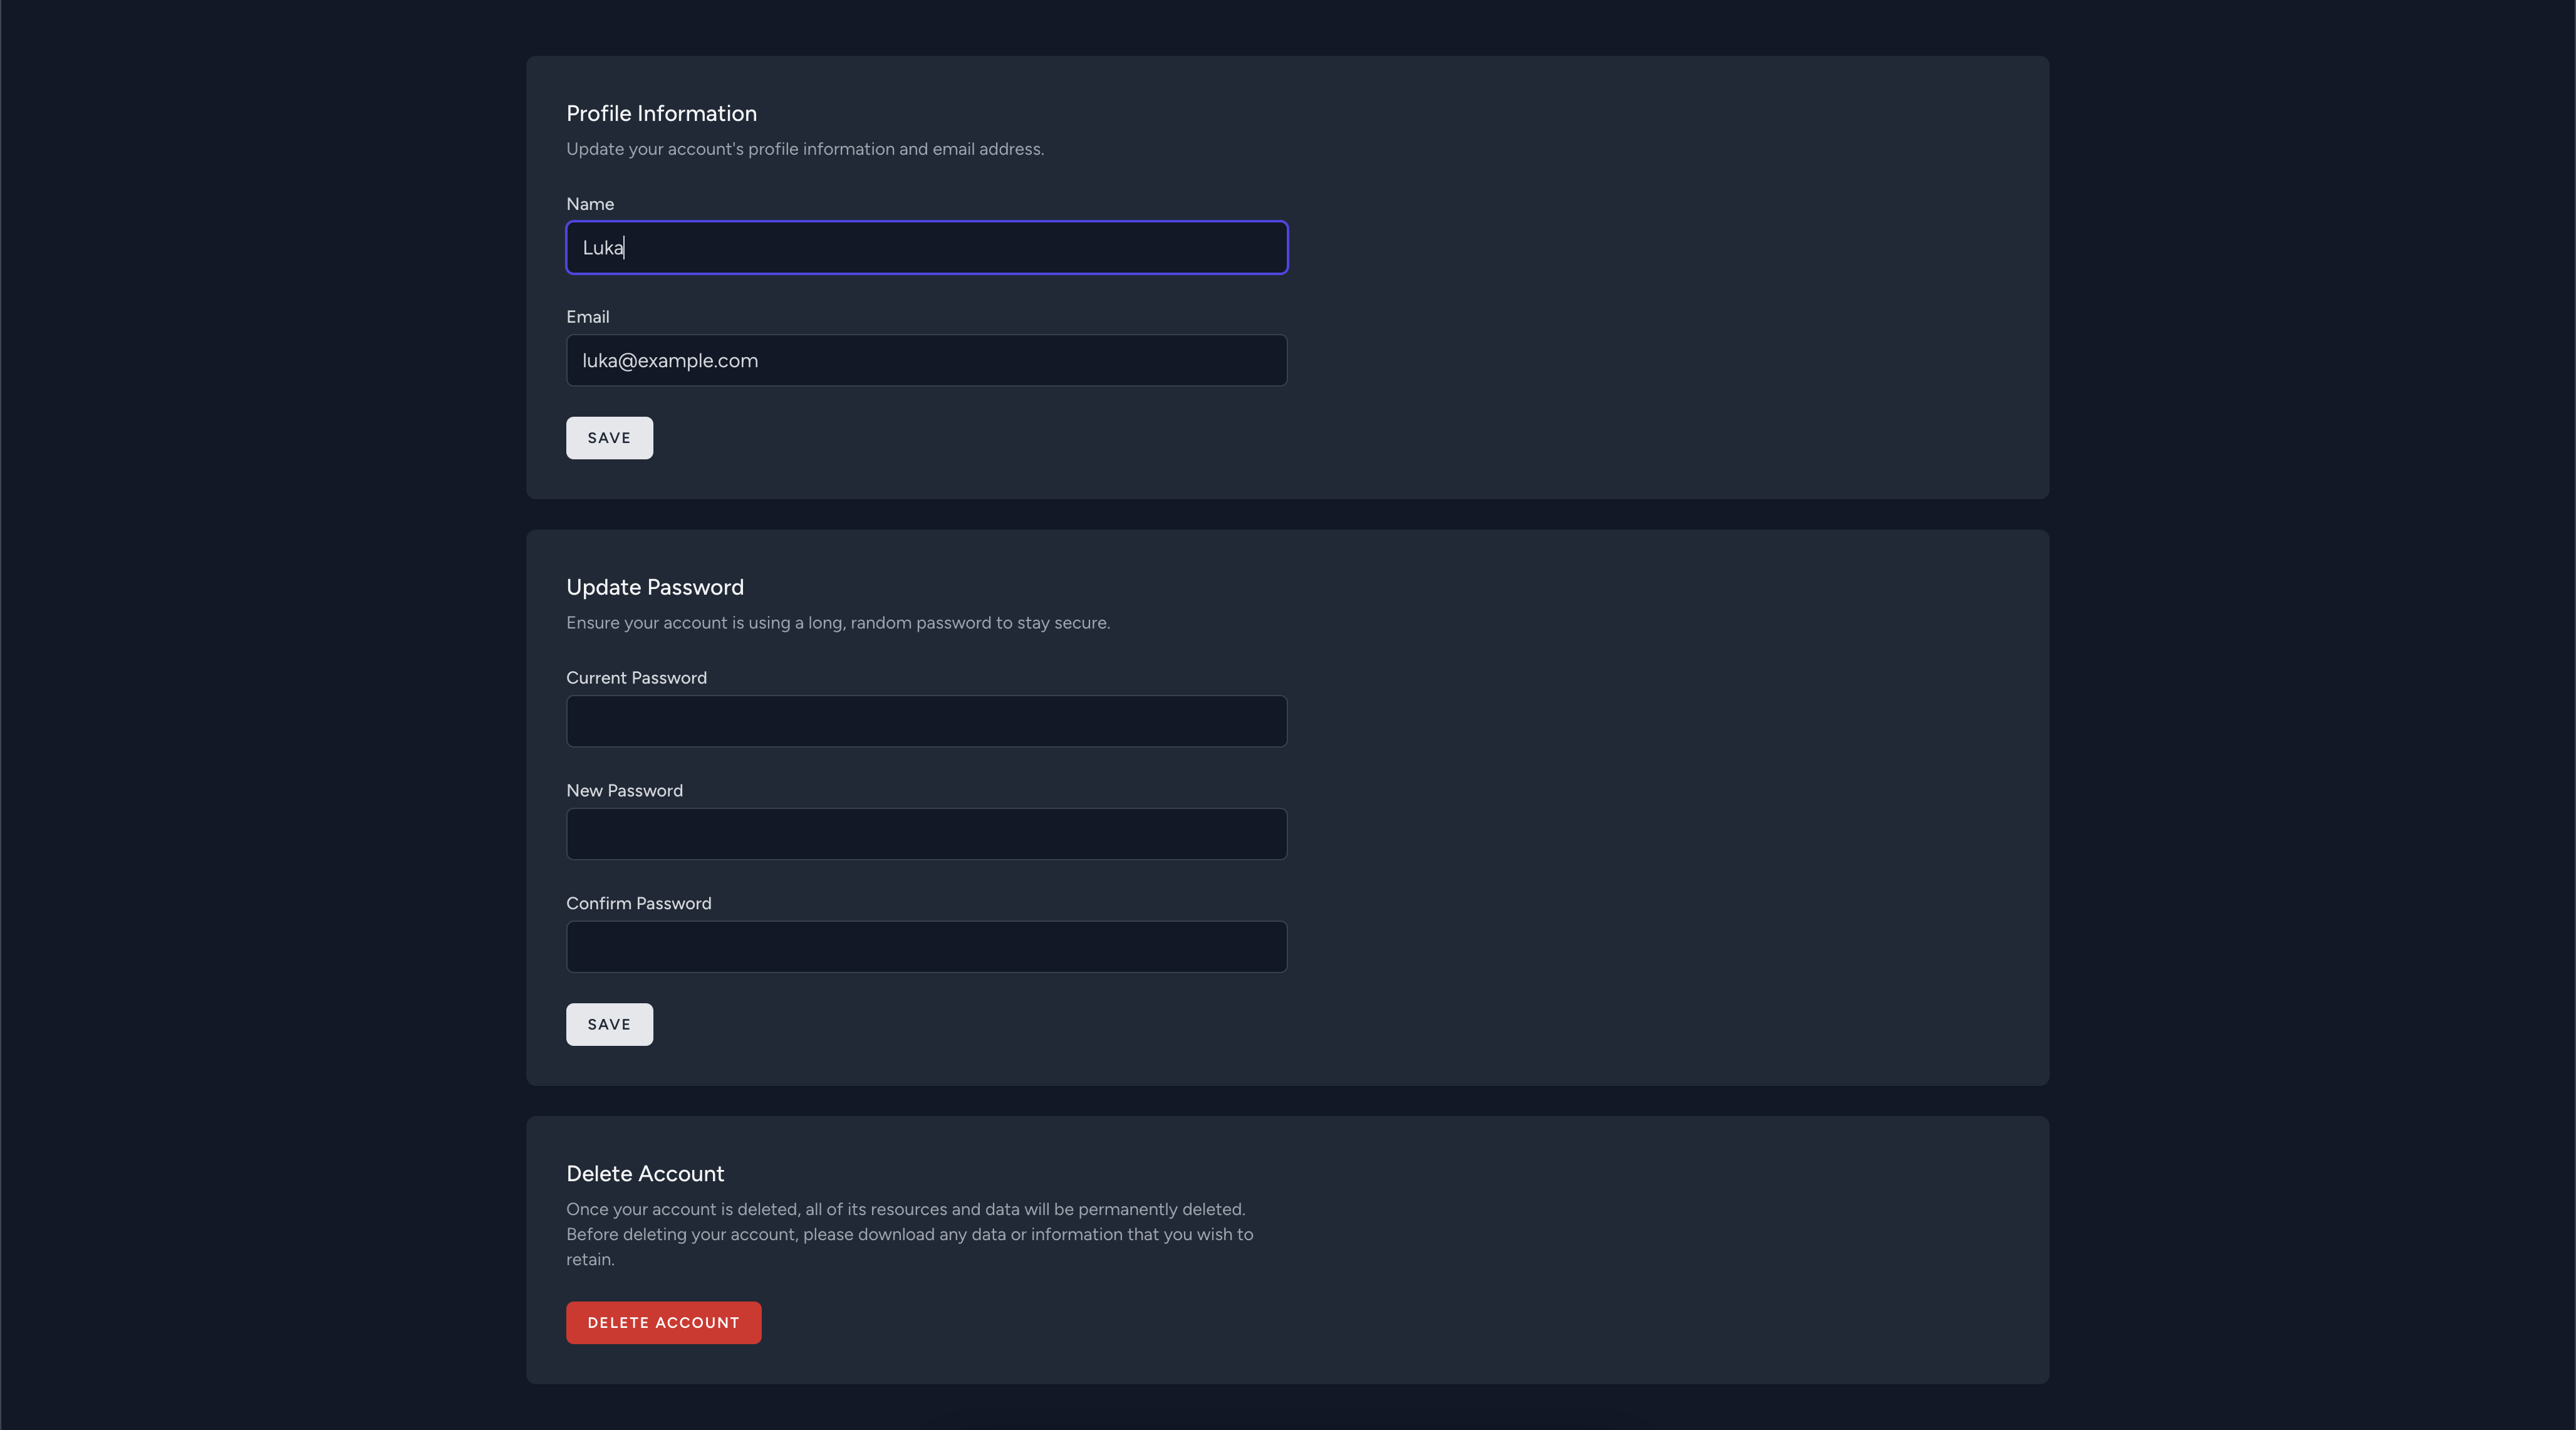 Profile Information
Update your account's profile information and email address.
Name
Luka
Email
luka@example.com
SAVE
Update Password
Ensure your account is using a long, random password to stay secure.
Current Password
New Password
Confirm Password
SAVE
Delete Account
Once your account is deleted, all of its resources and data will be permanently deleted.
Before deleting your account, please download any data or information that you wish to
retain.
DELETE ACCOUNT